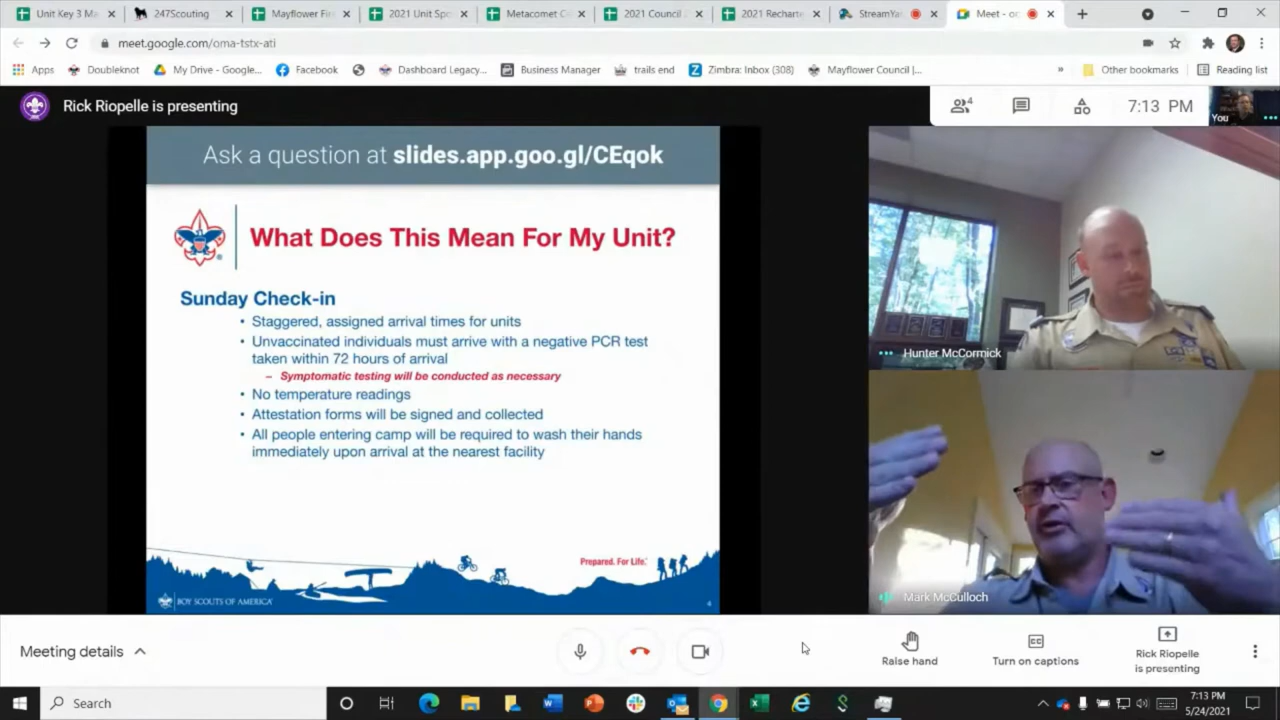 Unit Key 3 Ma
247Scouting
Mayflower Fi
2021 Unit Spo
Metacomet C
2021 Council
2021 Recharte
StreamYa
Meet - o
meet.google.com/oma-tstx-ati
Apps
Doubleknot
My Drive - Google...
Facebook
Dashboard Legacy...
Business Manager
trails end
Zimbra: Inbox (308)
Mayflower Council |...
»
Other bookmarks
Reading list
Rick Riopelle is presenting
4
7:13 PM
You
Ask a question at slides.app.goo.gl/CEqok
What Does This Mean For My Unit?
Sunday Check-in
• Staggered, assigned arrival times for units
• Unvaccinated individuals must arrive with a negative PCR test
taken within 72 hours of arrival
– Symptomatic testing will be conducted as necessary
• No temperature readings
• Attestation forms will be signed and collected
• All people entering camp will be required to wash their hands
immediately upon arrival at the nearest facility
Prepared. For Life.
BOY SCOUTS OF AMERICA
4
Hunter McCormick
Mark McCulloch
Meeting details
Raise hand
Turn on captions
Rick Riopelle
is presenting
Search
7:13 PM
5/24/2021